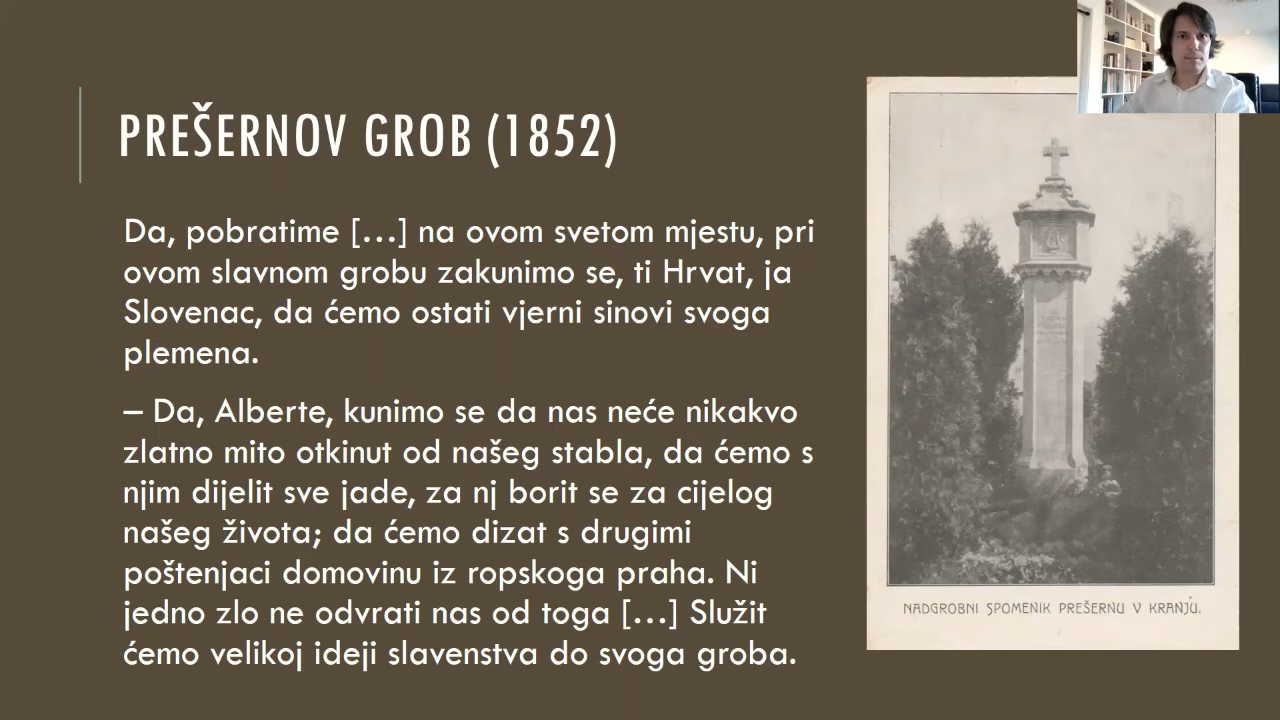 PREŠERNOV GROB (1852)
Da, pobratime […] na ovom svetom mjestu, pri
ovom slavnom grobu zakunimo se, ti Hrvat, ja
Slovenac, da ćemo ostati vjerni sinovi svoga
plemena.
– Da, Alberte, kunimo se da nas neće nikakvo
zlatno mito otkinut od našeg stabla, da ćemo s
njim dijelit sve jade, za nj borit se za cijelog
našeg života; da ćemo dizat s drugimi
poštenjaci domovinu iz ropskoga praha. Ni
jedno zlo ne odvrati nas od toga […] Služit
ćemo velikoj ideji slavenstva do svoga groba.
NADGROBNI SPOMENIK PREŠERNU V KRANJU.